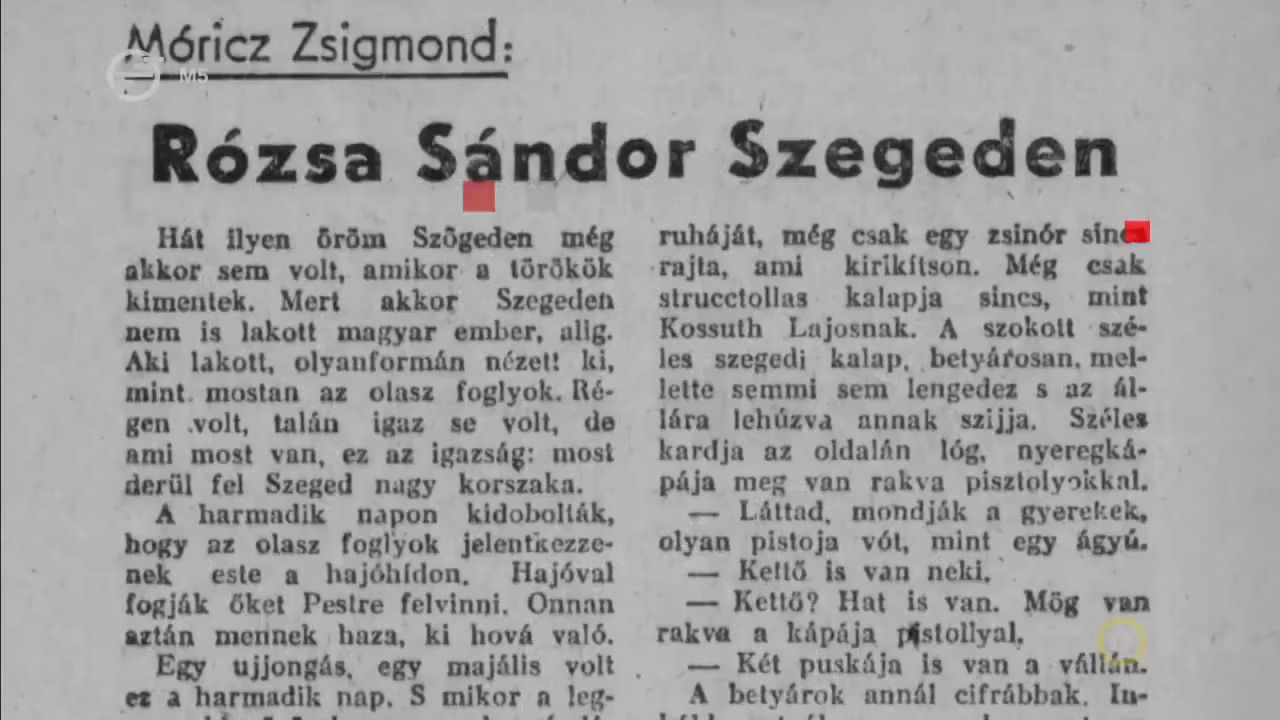 Móricz Zsigmond:
M5
Rózsa Sándor Szegeden
Hát ilyen öröm Szögeden még
akkor sem volt, amikor a törökök
kimentek. Mert akkor Szegeden
nem is lakott magyar ember, alig.
Aki lakott, olyanformán nézett ki,
mint mostan az olasz foglyok. Ré-
gen volt, talán igaz se volt, de
ami most van, ez az igazság: most
derül fel Szeged nagy korszaka.
A harmadik napon kidobolták,
hogy az olasz foglyok jelentkezze-
nek este a hajóhídon. Hajóval
fogják őket Pestre felvinni. Onnan
aztán mennek haza, ki hová való.
Egy ujjongás, egy majális volt
ez a harmadik nap. S mikor a leg-
ruháját, még csak egy zsinór sincs
rajta, ami kirikítson. Még csak
strucctollas kalapja sincs, mint
Kossuth Lajosnak. A szokott szé-
les szegedi kalap, betyárosan, mel-
lette semmi sem lengedez s az ál-
lára lehúzva annak szijja. Széles
kardja az oldalán lóg, nyeregká-
pája meg van rakva pisztolyokkal.
— Láttad, mondják a gyerekek,
olyan pistoja vót, mint egy ágyú.
— Kettő is van neki.
— Kettő? Hat is van. Mög van
rakva a kápája pistollyal.
— Két puskája is van a vállán.
A betyárok annál cifrábbak. In-